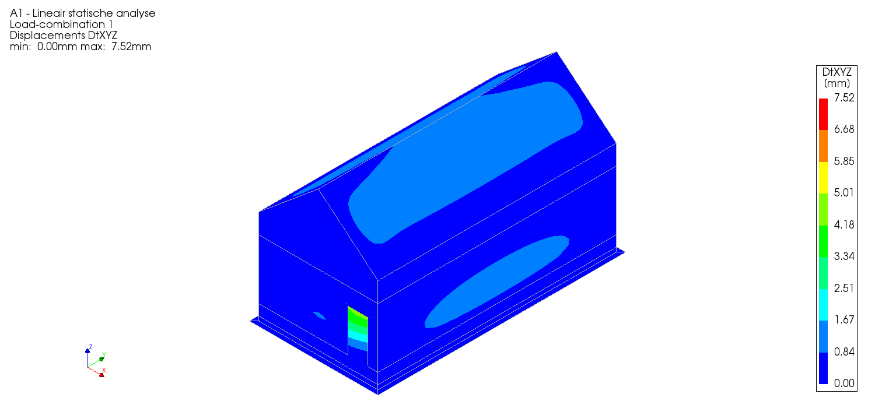 A1 - Lineair statische analyse
Load-combination 1
Displacements DtXYZ
min: 0.00mm max: 7.52mm
DtXYZ
(mm)
7.52
6.68
5.85
5.01
4.18
3.34
2.51
1.67
0.84
0.00
Z
Y
X